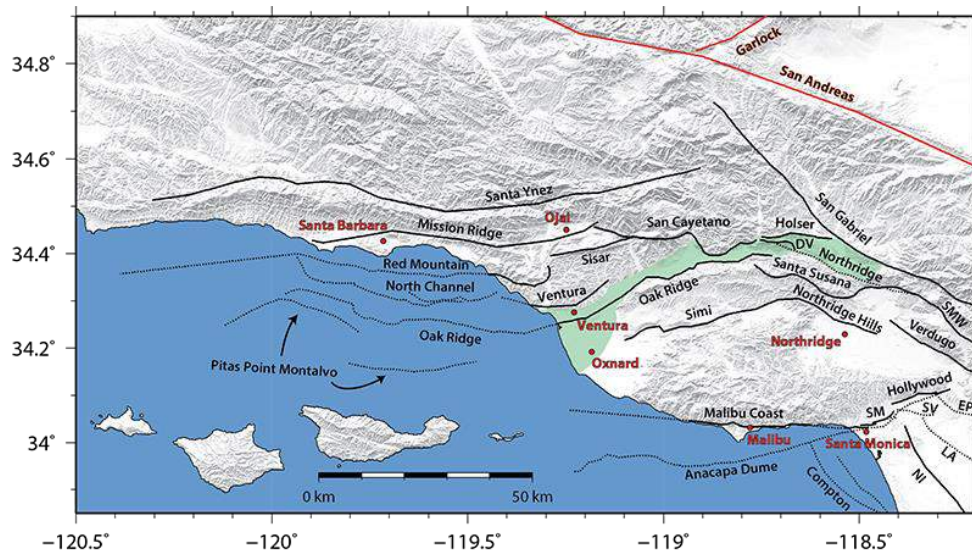 34.8°
34.6°
34.4°
34.2°
34°
-120.5°
-120°
-119.5°
-119°
-118.5°
Garlock
San Andreas
San Gabriel
Santa Ynez
Santa Barbara
Mission Ridge
Ojai
San Cayetano
Holser
DV
Northridge
Sisar
Red Mountain
North Channel
Ventura
Oak Ridge
Santa Susana
Northridge Hills
Simi
SMW
Verdugo
Ventura
Oak Ridge
Oxnard
Northridge
Pitas Point Montalvo
Hollywood
Malibu Coast
SM
SV
EP
Malibu
Santa Monica
LA
NI
Anacapa Dume
Compton
0 km
50 km